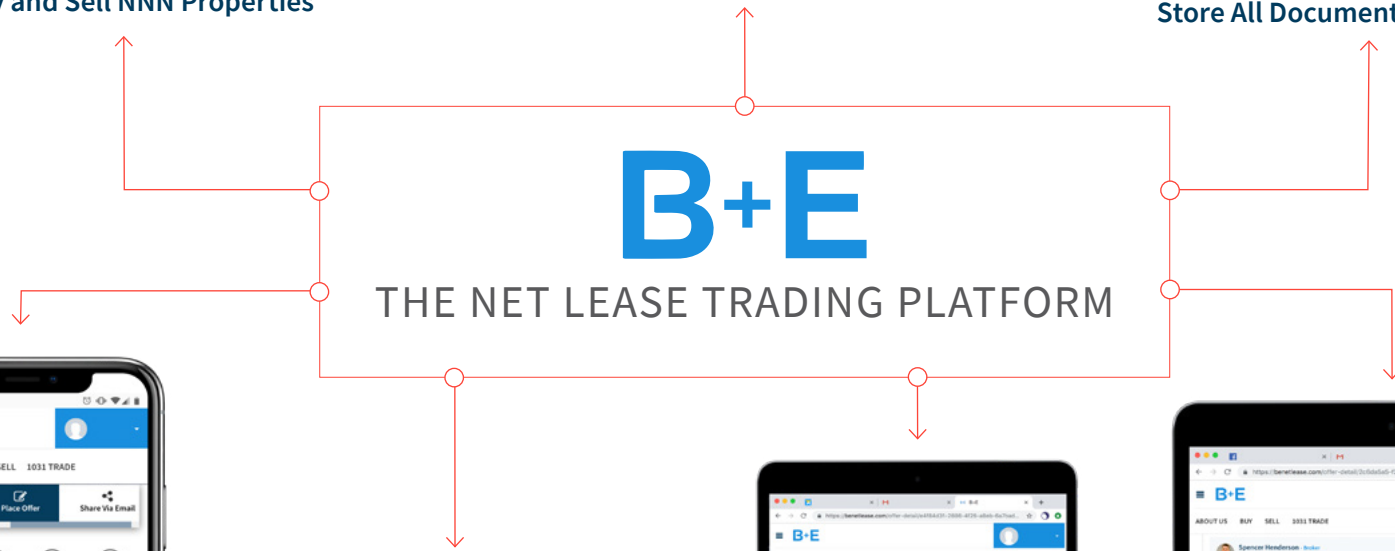 y and Sell NNN Properties
Store All Document
B+E
THE NET LEASE TRADING PLATFORM
SELL 1031 TRADE
Place Offer
Share Via Email
B+E
B+E
B+E
ABOUT US BUY SELL 1031 TRADE
Spencer Henderson - Broker